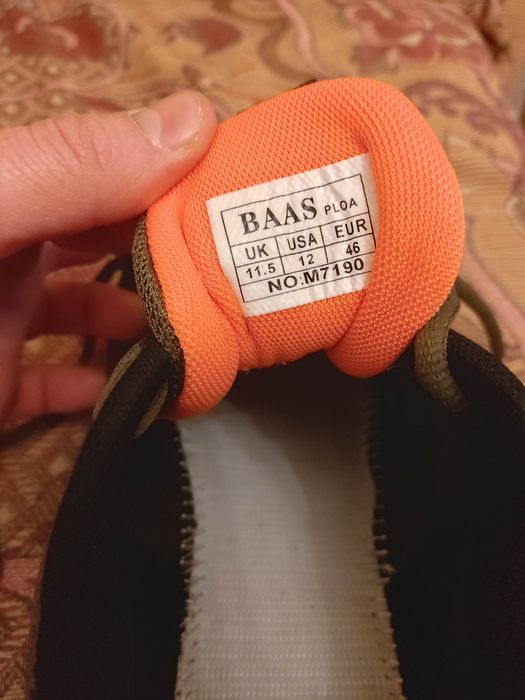 BAAS PLOA
UK USA EUR
11.5 12 46
NO:M7190